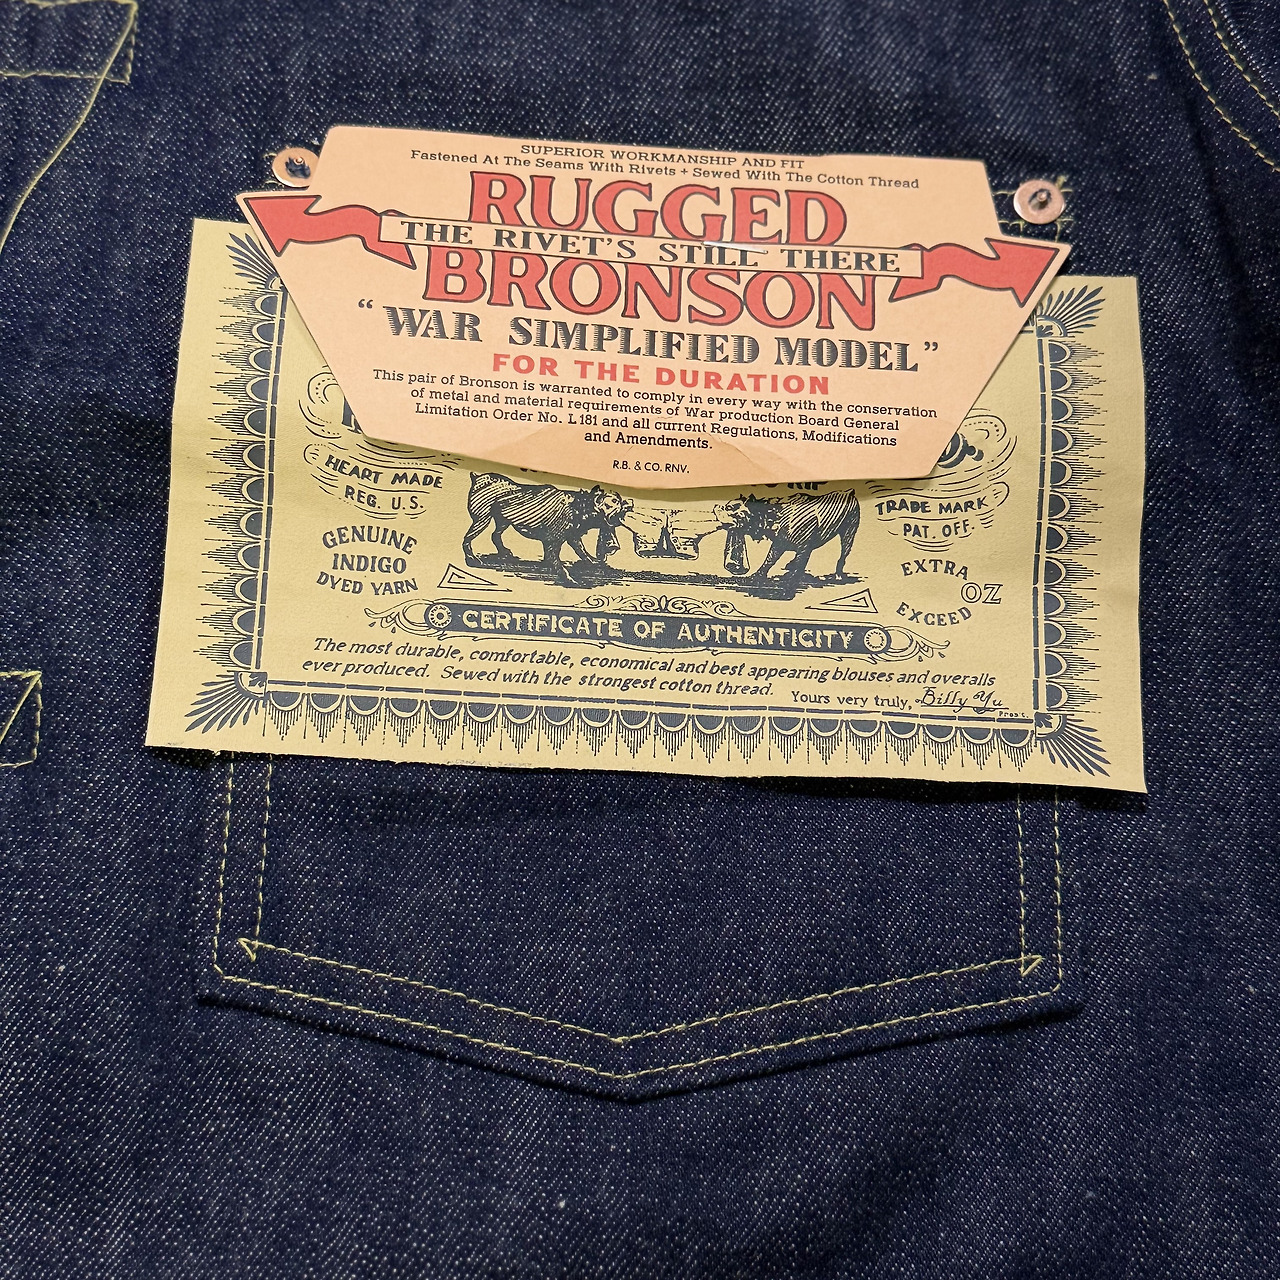 SUPERIOR WORKMANSHIP AND FIT
Fastened At The Seams With Rivets + Sewed With The Cotton Thread
RUGGED
THE RIVET'S STILL THERE
BRONSON
“WAR SIMPLIFIED MODEL”
FOR THE DURATION
This pair of Bronson is warranted to comply in every way with the conservation
of metal and material requirements of War production Board General
Limitation Order No. L 181 and all current Regulations, Modifications
and Amendments.
R.B. & CO. RNV.
HEART MADE
REG. U.S.
GENUINE
INDIGO
DYED YARN
TRADE MARK
PAT. OFF.
EXTRA
OZ
EXCEED
CERTIFICATE OF AUTHENTICITY
The most durable, comfortable, economical and best appearing blouses and overalls
ever produced. Sewed with the strongest cotton thread.
Yours very truly, Billy Yu
Pres't.